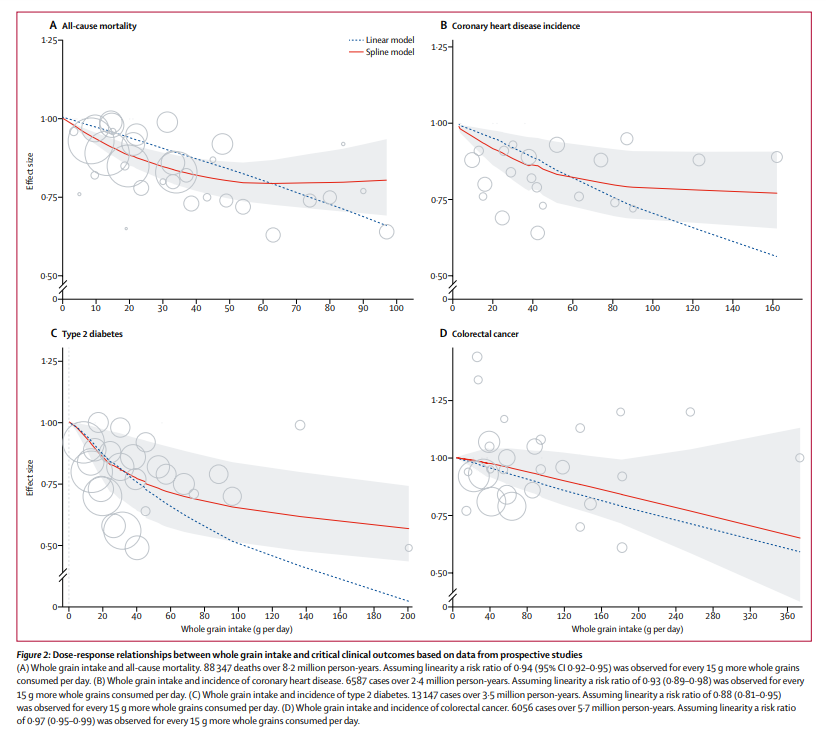 A All-cause mortality
1·25
1·00
0·75
0·50
0
Effect size
Linear model
Spline model
0 10 20 30 40 50 60 70 80 90 100
B Coronary heart disease incidence
1·25
1·00
0·75
0·50
0
0 20 40 60 80 100 120 140 160
C Type 2 diabetes
1·25
1·00
0·75
0·50
0
Effect size
0 20 40 60 80 100 120 140 160 180 200
Whole grain intake (g per day)
D Colorectal cancer
1·25
1·00
0·75
0·50
0
0 40 80 120 160 200 240 280 320 360
Whole grain intake (g per day)
Figure 2: Dose-response relationships between whole grain intake and critical clinical outcomes based on data from prospective studies
(A) Whole grain intake and all-cause mortality. 88 347 deaths over 8·2 million person-years. Assuming linearity a risk ratio of 0·94 (95% CI 0·92–0·95) was observed for every 15 g more whole grains
consumed per day. (B) Whole grain intake and incidence of coronary heart disease. 6587 cases over 2·4 million person-years. Assuming linearity a risk ratio of 0·93 (0·89–0·98) was observed for every
15 g more whole grains consumed per day. (C) Whole grain intake and incidence of type 2 diabetes. 13 147 cases over 3·5 million person-years. Assuming linearity a risk ratio of 0·88 (0·81–0·95)
was observed for every 15 g more whole grains consumed per day. (D) Whole grain intake and incidence of colorectal cancer. 6056 cases over 5·7 million person-years. Assuming linearity a risk ratio
of 0·97 (0·95–0·99) was observed for every 15 g more whole grains consumed per day.